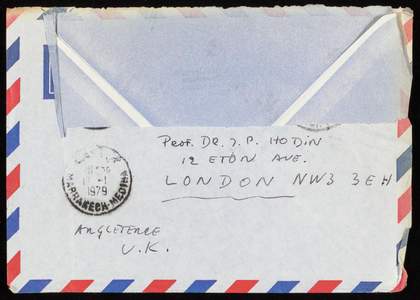 Prof. DR. J. P. HODIN
12 ETON AVE.
LONDON NW3 3EH
ANGLETERRE
U.K.
1979
MARRAKECH-MEDINA